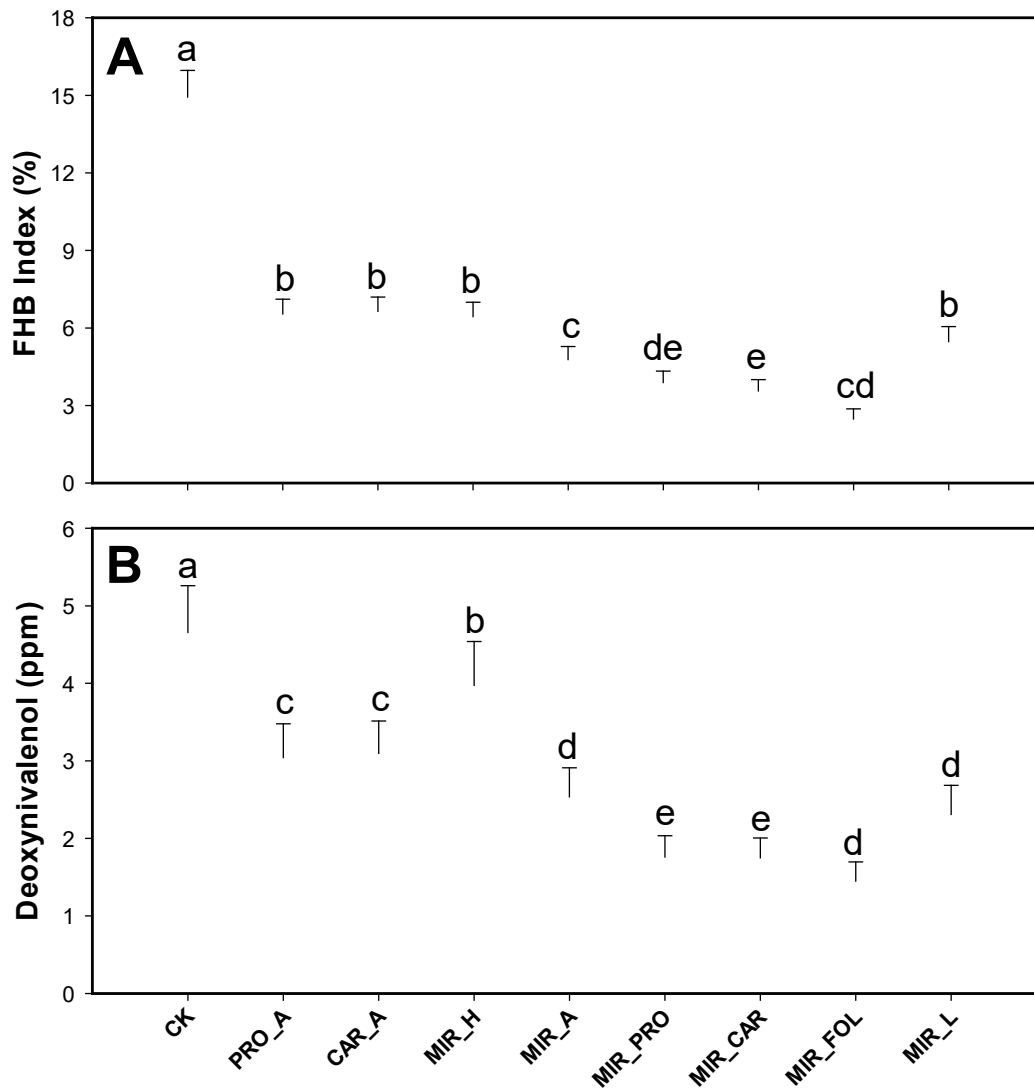 A
FHB Index (%)
18
15
12
9
6
3
0
a
b
b
b
c
de
e
cd
b
B
Deoxynivalenol (ppm)
6
5
4
3
2
1
0
a
c
c
b
d
e
e
d
d
CK
PRO_A
CAR_A
MIR_H
MIR_A
MIR_PRO
MIR_CAR
MIR_FOL
MIR_L